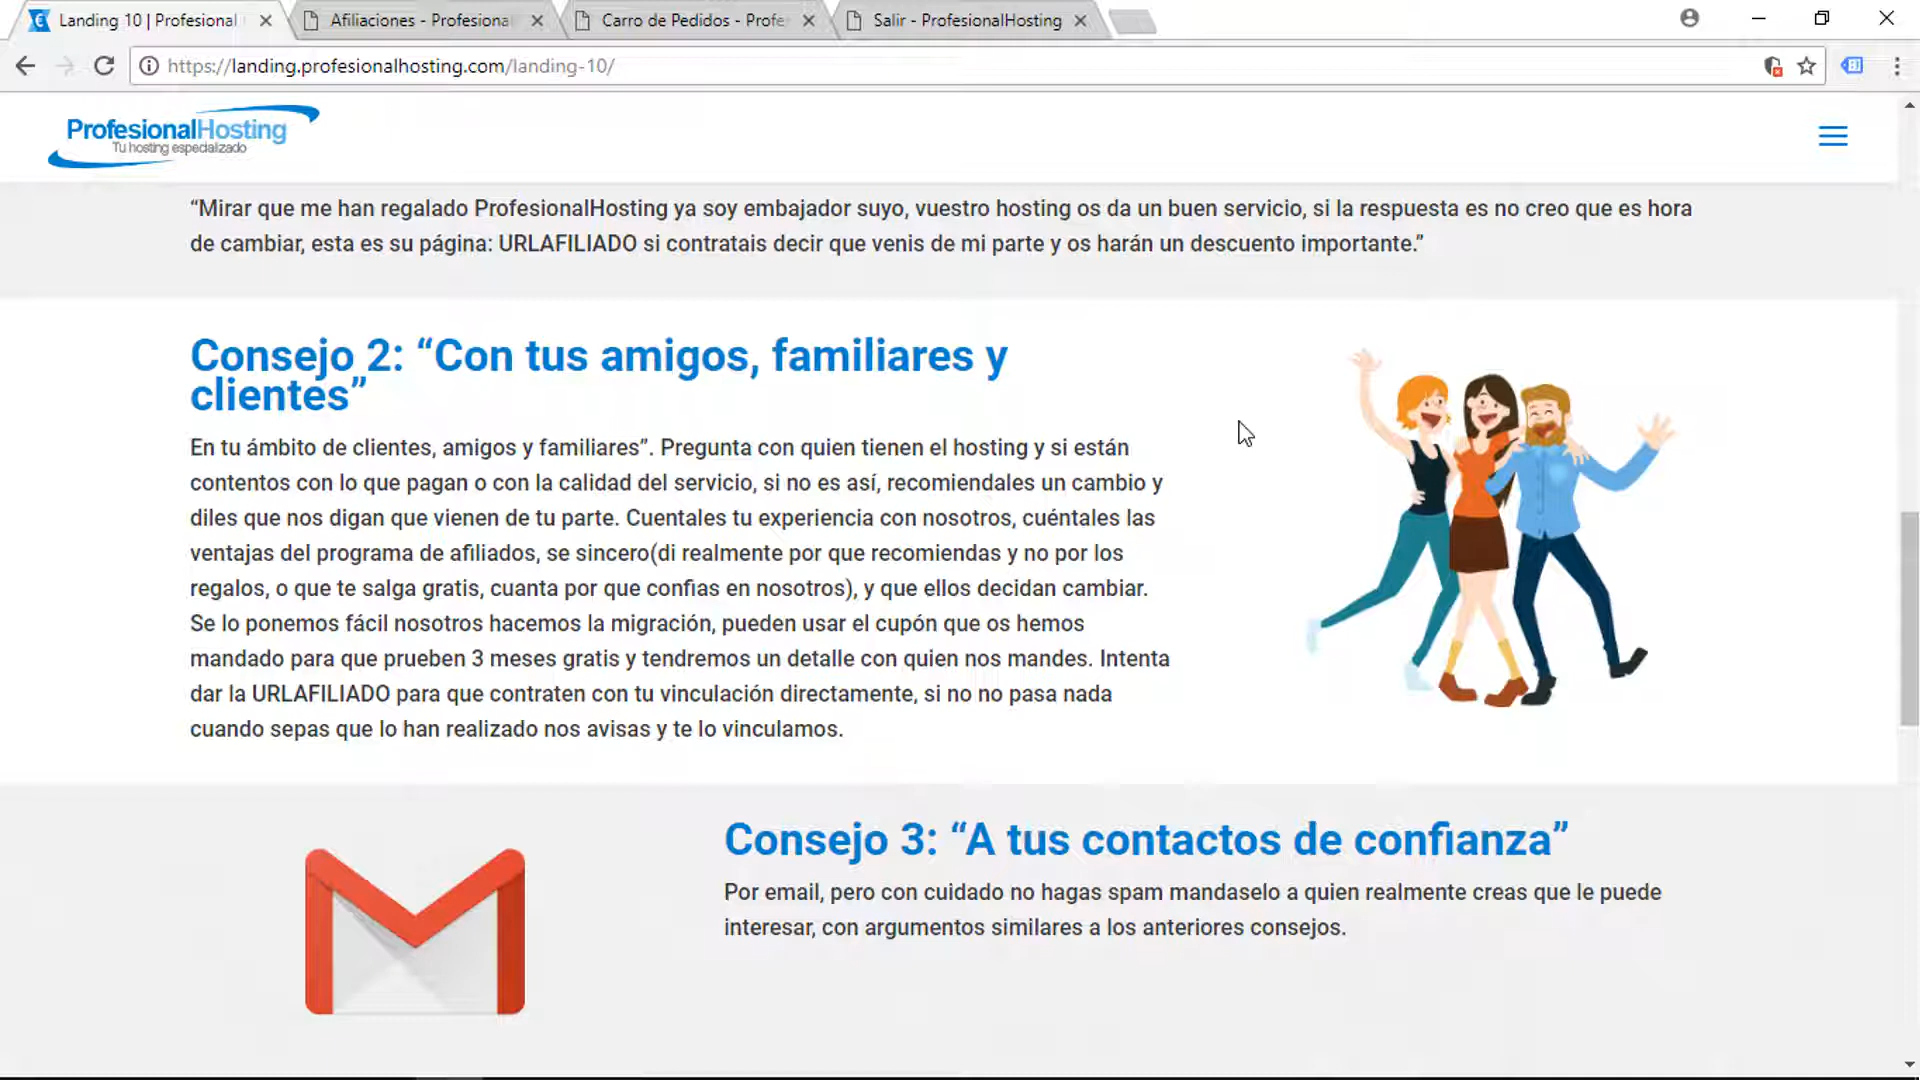 Landing 10 | Profesional
Afiliaciones - Profesiona
Carro de Pedidos - Profe
Salir - ProfesionalHosting
https://landing.profesionalhosting.com/landing-10/
ProfesionalHosting
Tu hosting especializado
“Mirar que me han regalado ProfesionalHosting ya soy embajador suyo, vuestro hosting os da un buen servicio, si la respuesta es no creo que es hora
de cambiar, esta es su página: URLAFILIADO si contratais decir que venis de mi parte y os harán un descuento importante.”
Consejo 2: “Con tus amigos, familiares y
clientes”
En tu ámbito de clientes, amigos y familiares”. Pregunta con quien tienen el hosting y si están
contentos con lo que pagan o con la calidad del servicio, si no es así, recomiendales un cambio y
diles que nos digan que vienen de tu parte. Cuentales tu experiencia con nosotros, cuéntales las
ventajas del programa de afiliados, se sincero(di realmente por que recomiendas y no por los
regalos, o que te salga gratis, cuanta por que confias en nosotros), y que ellos decidan cambiar.
Se lo ponemos fácil nosotros hacemos la migración, pueden usar el cupón que os hemos
mandado para que prueben 3 meses gratis y tendremos un detalle con quien nos mandes. Intenta
dar la URLAFILIADO para que contraten con tu vinculación directamente, si no no pasa nada
cuando sepas que lo han realizado nos avisas y te lo vinculamos.
Consejo 3: “A tus contactos de confianza”
Por email, pero con cuidado no hagas spam mandaselo a quien realmente creas que le puede
interesar, con argumentos similares a los anteriores consejos.